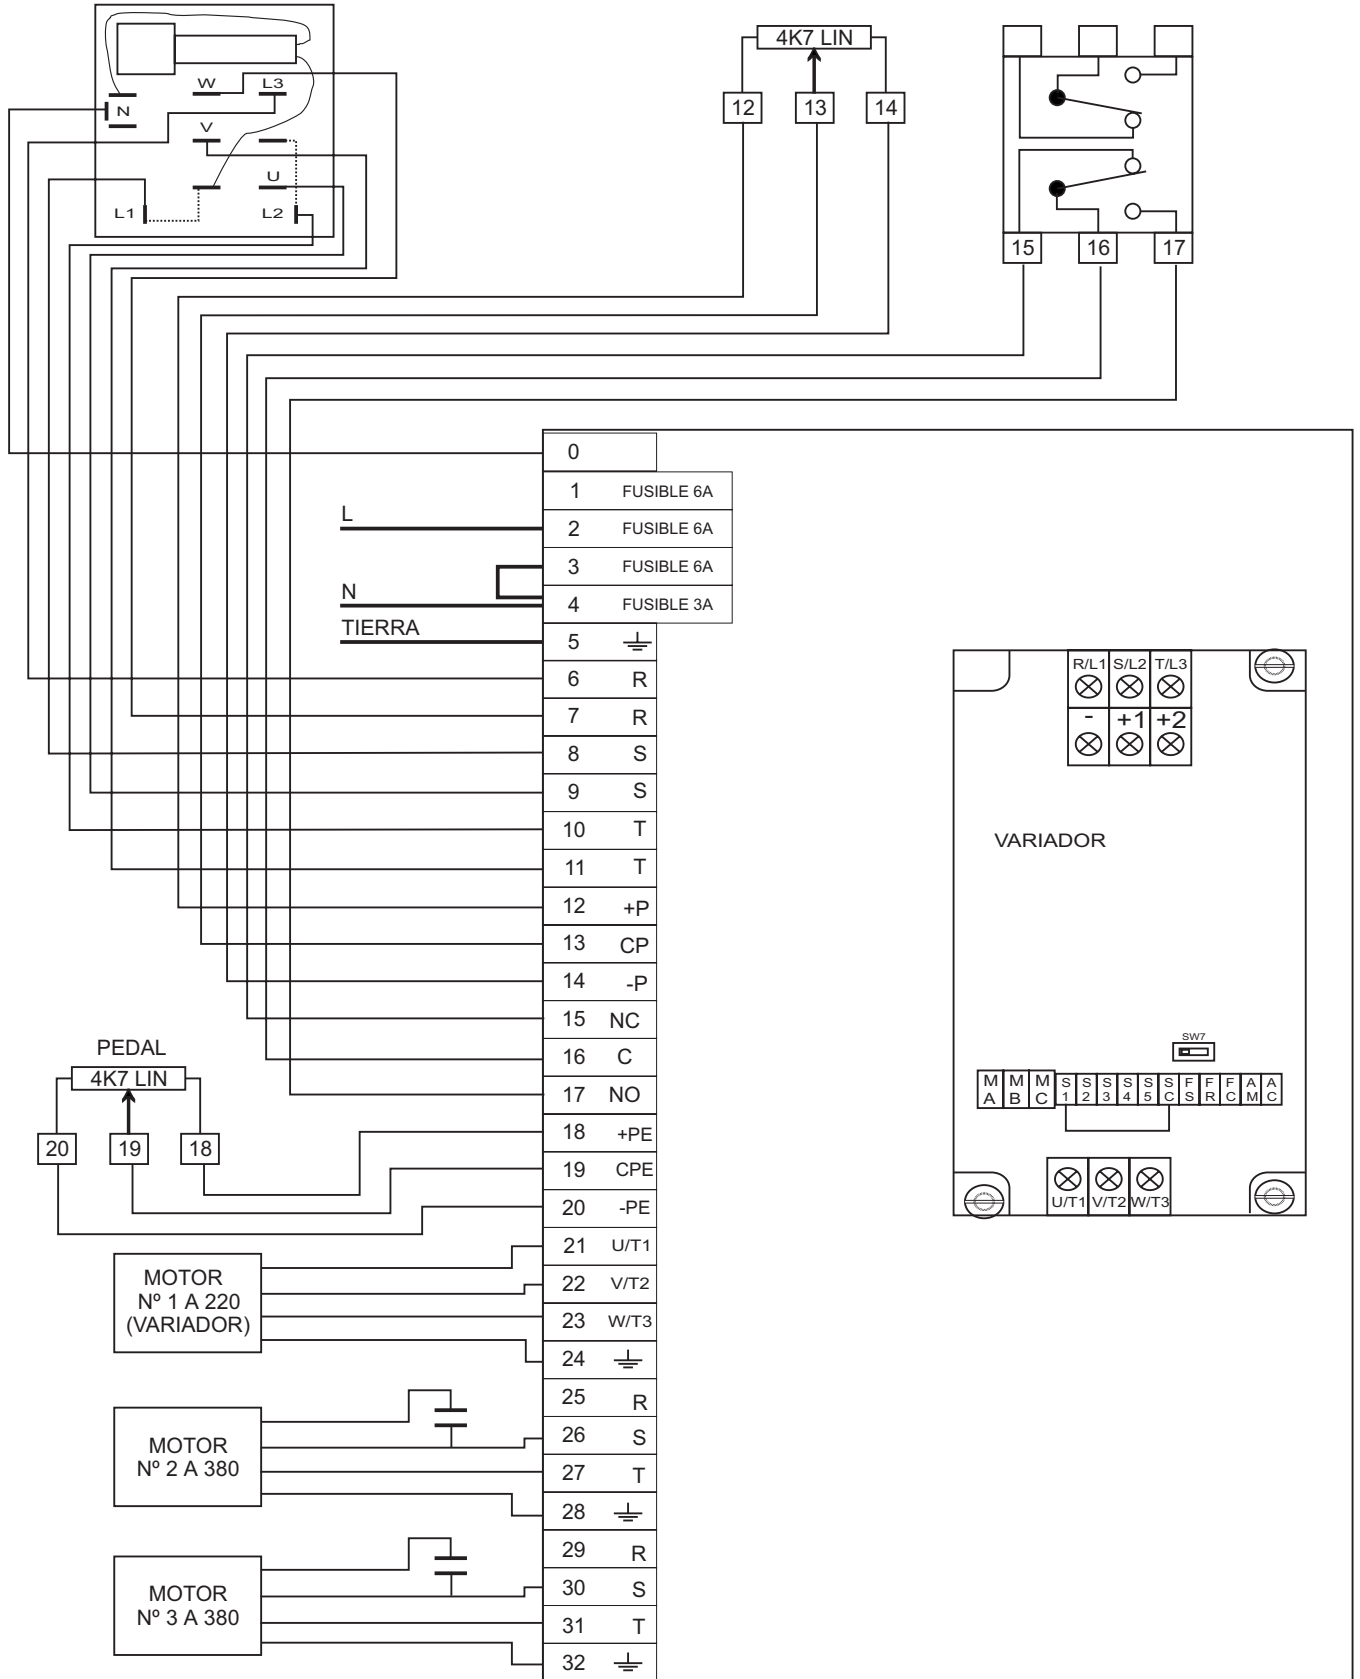 W
L3
N
V
U
L1
L2
4K7 LIN
12
13
14
15
16
17
0
1 FUSIBLE 6A
L
2 FUSIBLE 6A
3 FUSIBLE 6A
N
4 FUSIBLE 3A
TIERRA
5
6 R
7 R
8 S
9 S
10 T
11 T
12 +P
13 CP
14 -P
15 NC
16 C
17 NO
18 +PE
19 CPE
20 -PE
21 U/T1
22 V/T2
23 W/T3
24
25 R
26 S
27 T
28
29 R
30 S
31 T
32
PEDAL
4K7 LIN
20
19
18
MOTOR
Nº 1 A 220
(VARIADOR)
MOTOR
Nº 2 A 380
MOTOR
Nº 3 A 380
R/L1 S/L2 T/L3
- +1 +2
VARIADOR
SW7
MA MB MC S1 S2 S3 S4 S5 SC FS FR FC AM AC
U/T1 V/T2 W/T3